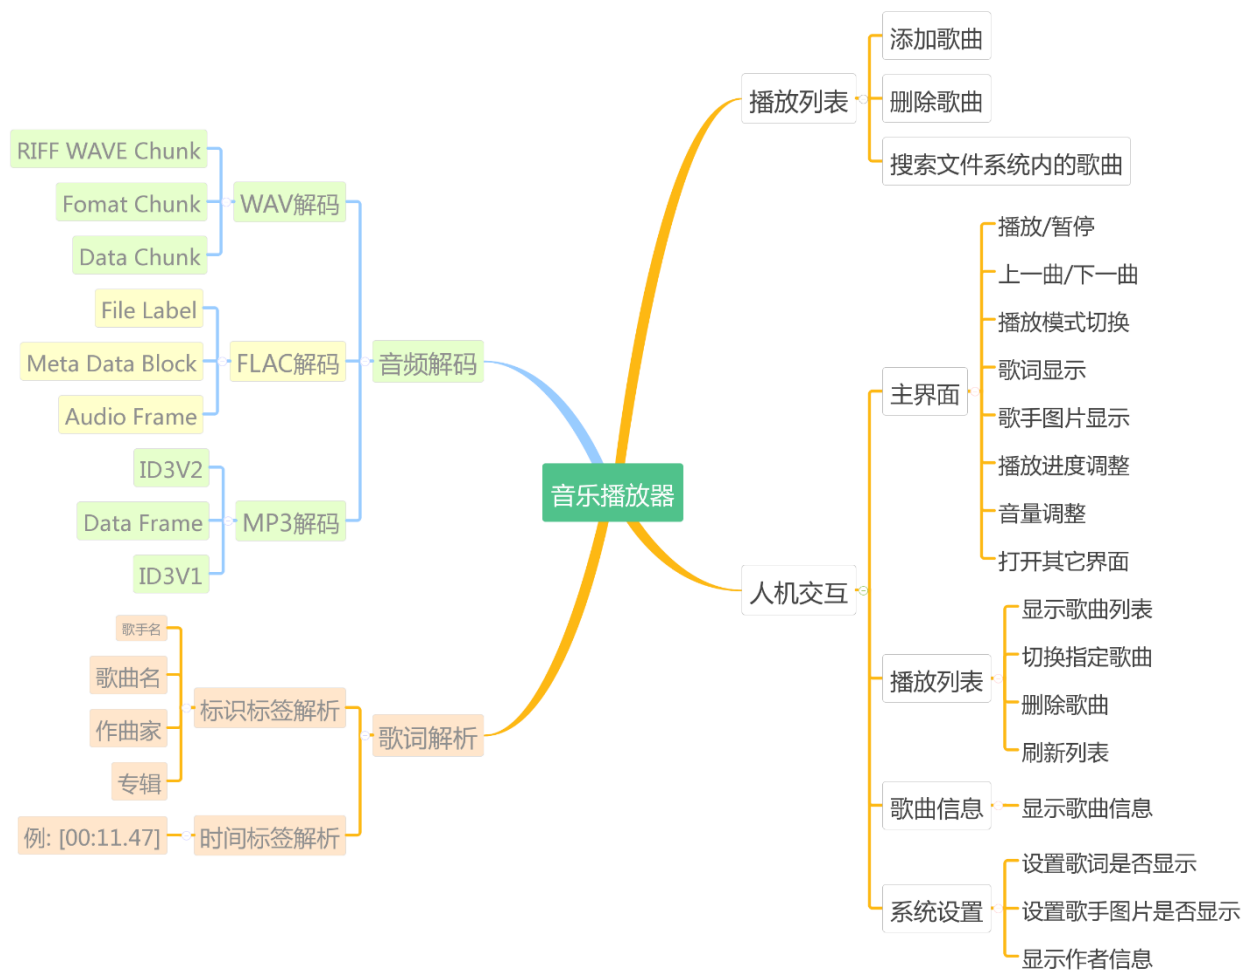 音乐播放器
播放列表
添加歌曲
删除歌曲
搜索文件系统内的歌曲
人机交互
主界面
播放/暂停
上一曲/下一曲
播放模式切换
歌词显示
歌手图片显示
播放进度调整
音量调整
打开其它界面
播放列表
显示歌曲列表
切换指定歌曲
删除歌曲
刷新列表
歌曲信息
显示歌曲信息
系统设置
设置歌词是否显示
设置歌手图片是否显示
显示作者信息
音频解码
WAV解码
RIFF WAVE Chunk
Fomat Chunk
Data Chunk
FLAC解码
File Label
Meta Data Block
Audio Frame
MP3解码
ID3V2
Data Frame
ID3V1
歌词解析
标识标签解析
歌手名
歌曲名
作曲家
专辑
时间标签解析
例: [00:11.47]